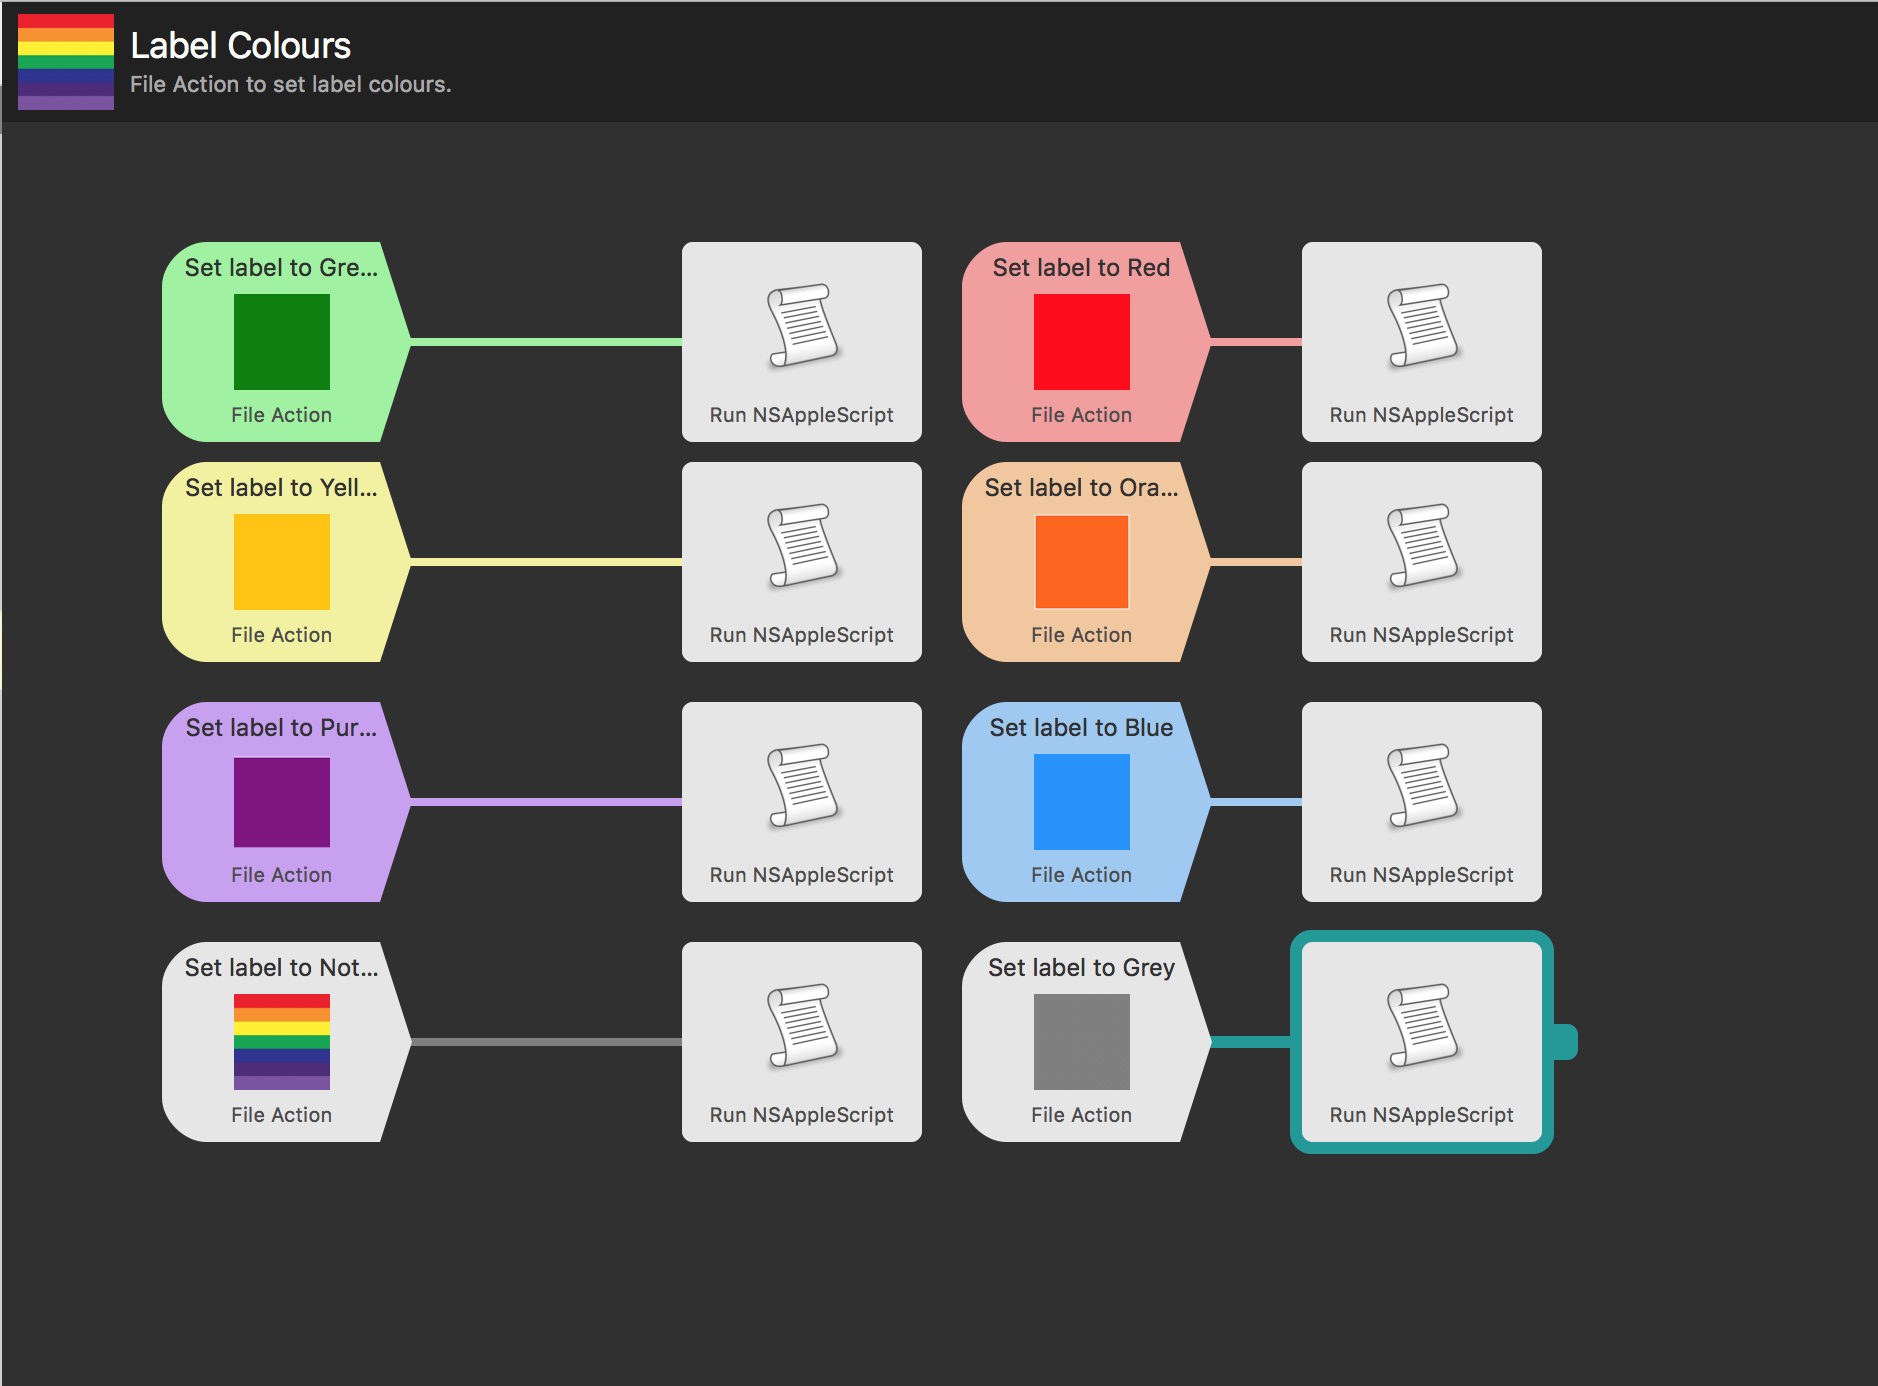 Label Colours
File Action to set label colours.
Set label to Gre...
File Action
Run NSAppleScript
Set label to Red
File Action
Run NSAppleScript
Set label to Yell...
File Action
Run NSAppleScript
Set label to Ora...
File Action
Run NSAppleScript
Set label to Pur...
File Action
Run NSAppleScript
Set label to Blue
File Action
Run NSAppleScript
Set label to Not...
File Action
Run NSAppleScript
Set label to Grey
File Action
Run NSAppleScript